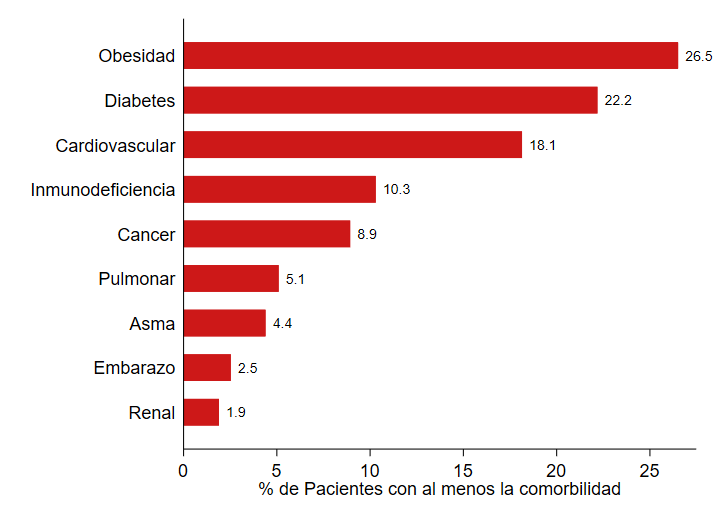 Obesidad 26.5
Diabetes 22.2
Cardiovascular 18.1
Inmunodeficiencia 10.3
Cancer 8.9
Pulmonar 5.1
Asma 4.4
Embarazo 2.5
Renal 1.9
0 5 10 15 20 25
% de Pacientes con al menos la comorbilidad